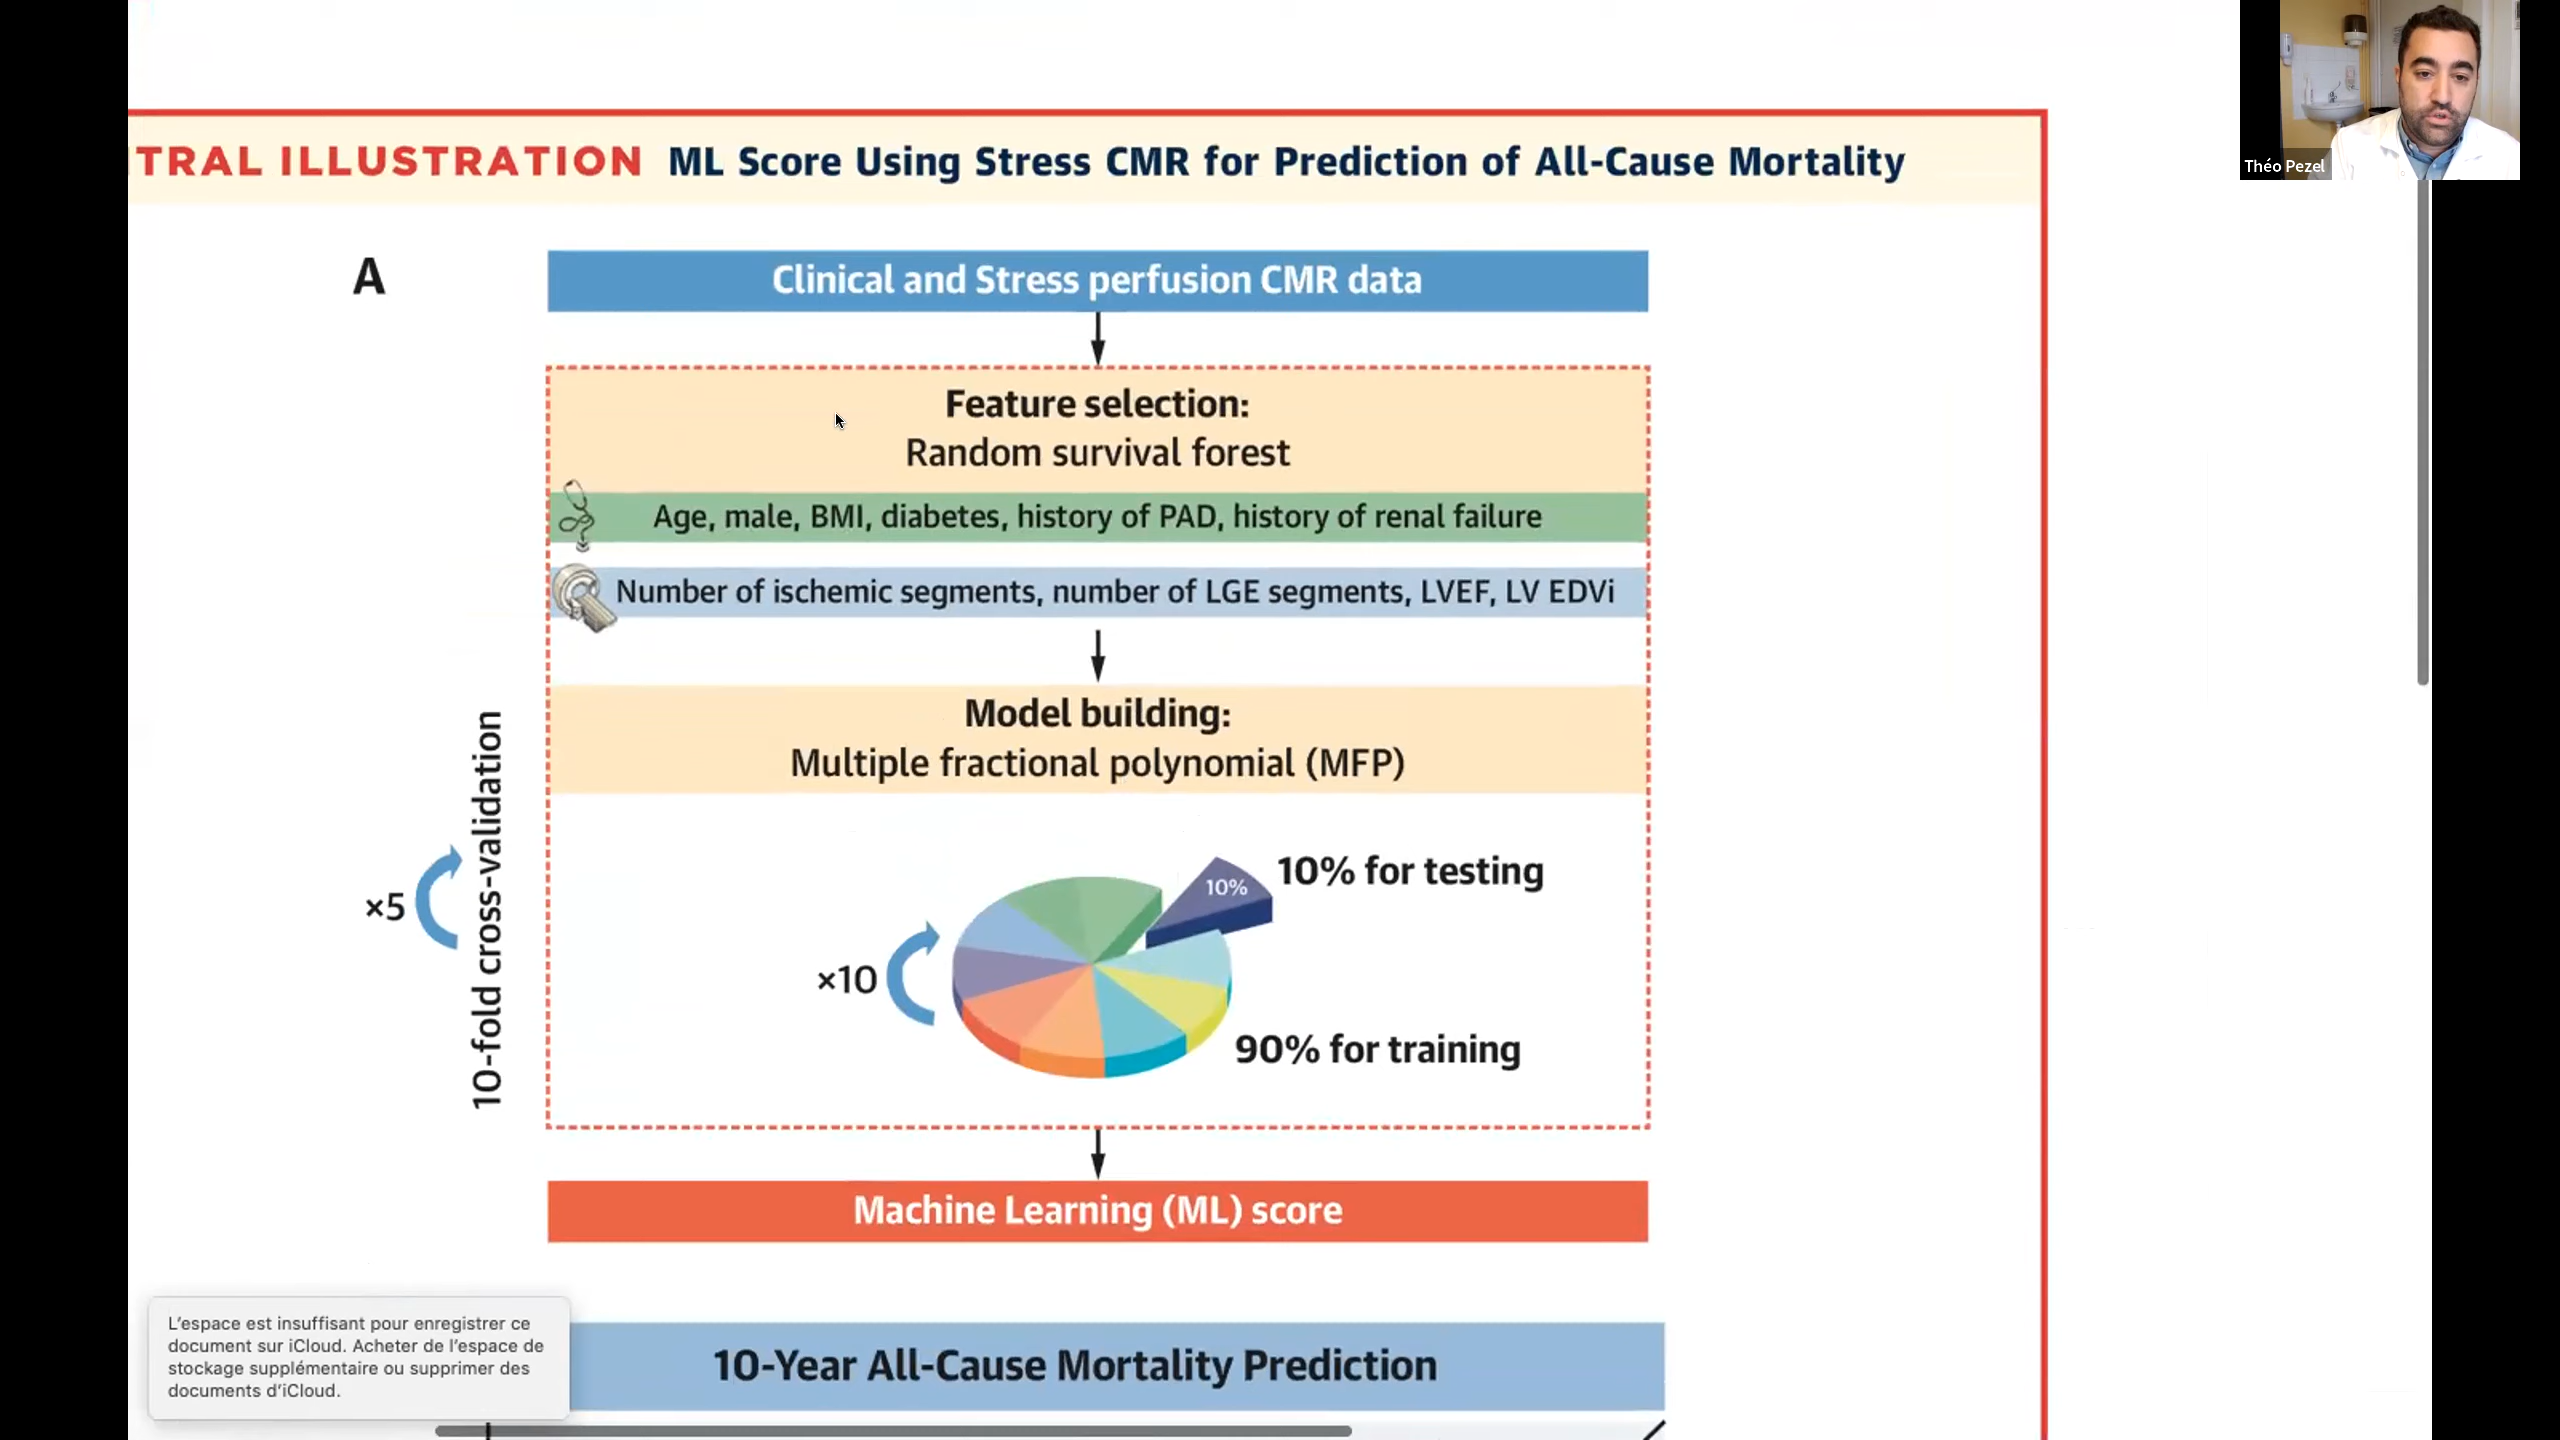 TRAL ILLUSTRATION ML Score Using Stress CMR for Prediction of All-Cause Mortality
Théo Pezel
A
Clinical and Stress perfusion CMR data
Feature selection:
Random survival forest
Age, male, BMI, diabetes, history of PAD, history of renal failure
Number of ischemic segments, number of LGE segments, LVEF, LV EDVi
Model building:
Multiple fractional polynomial (MFP)
10-fold cross-validation
×5
×10
10%
10% for testing
90% for training
Machine Learning (ML) score
L'espace est insuffisant pour enregistrer ce
document sur iCloud. Acheter de l'espace de
stockage supplémentaire ou supprimer des
documents d'iCloud.
10-Year All-Cause Mortality Prediction